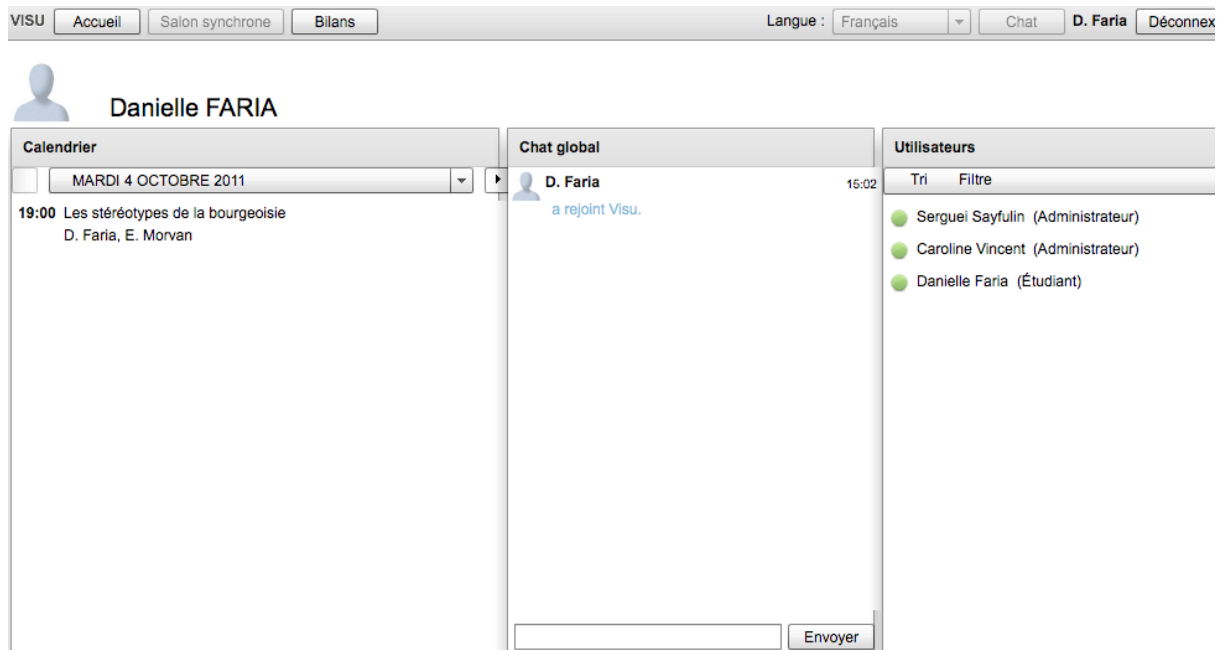 VISU Accueil Salon synchrone Bilans Langue : Français Chat D. Faria Déconnex
Danielle FARIA
Calendrier
MARDI 4 OCTOBRE 2011
19:00 Les stéréotypes de la bourgeoisie
D. Faria, E. Morvan
Chat global
D. Faria 15:02
a rejoint Visu.
Envoyer
Utilisateurs
Tri Filtre
Serguei Sayfulin (Administrateur)
Caroline Vincent (Administrateur)
Danielle Faria (Étudiant)